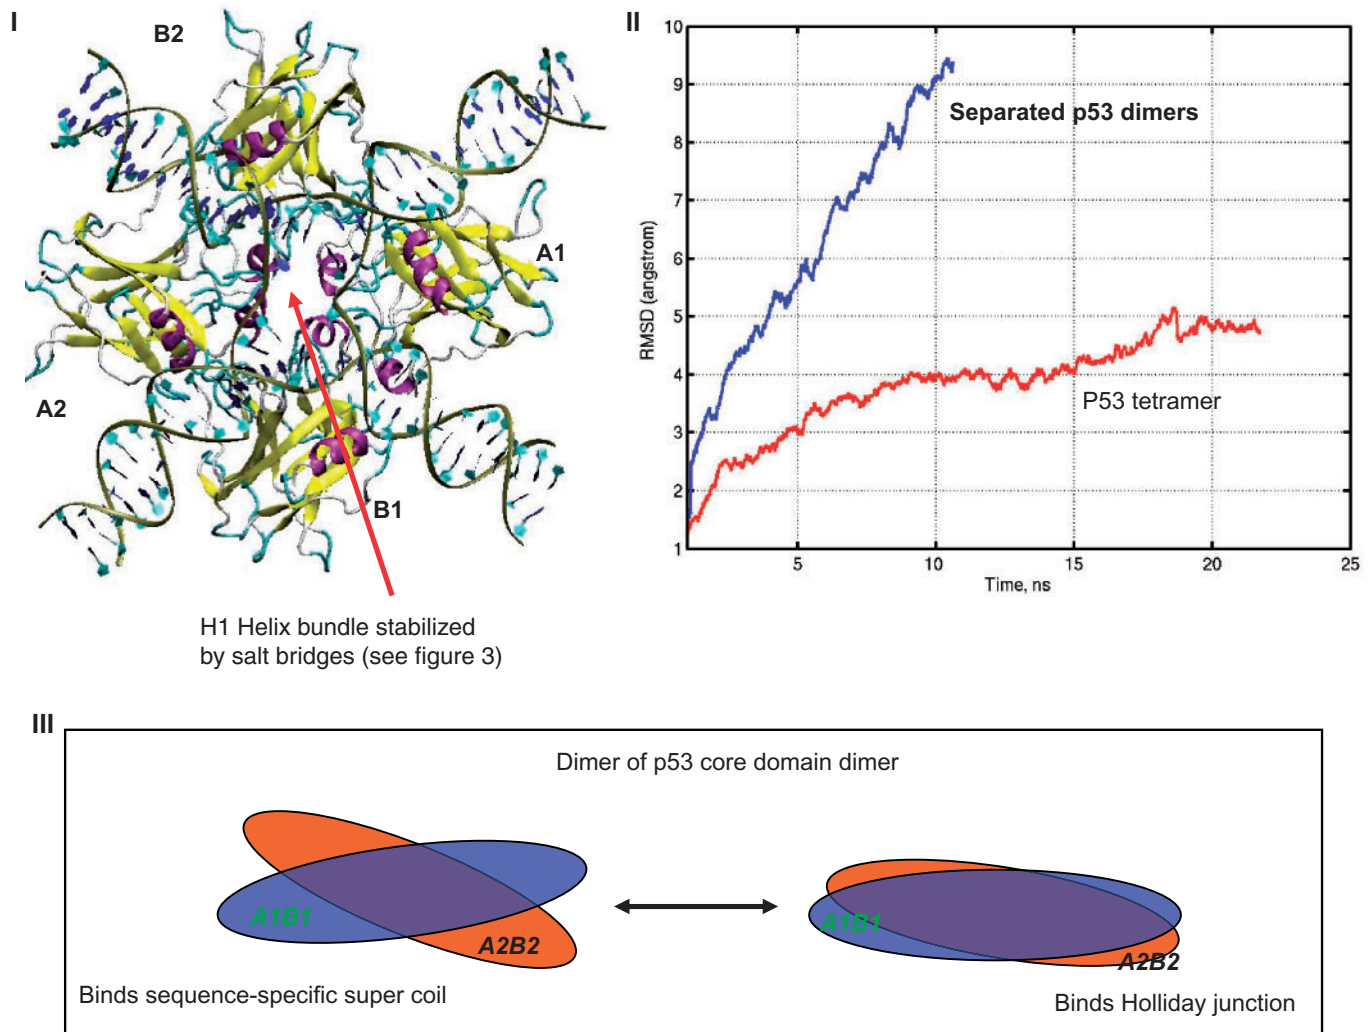 I
B2
A1
A2
B1
H1 Helix bundle stabilized
by salt bridges (see figure 3)
II
10
9
8
7
6
5
4
3
2
1
RMSD (angstrom)
Separated p53 dimers
P53 tetramer
5
10
15
20
25
Time, ns
III
Dimer of p53 core domain dimer
A1B1
A2B2
Binds sequence-specific super coil
A1B1
A2B2
Binds Holliday junction